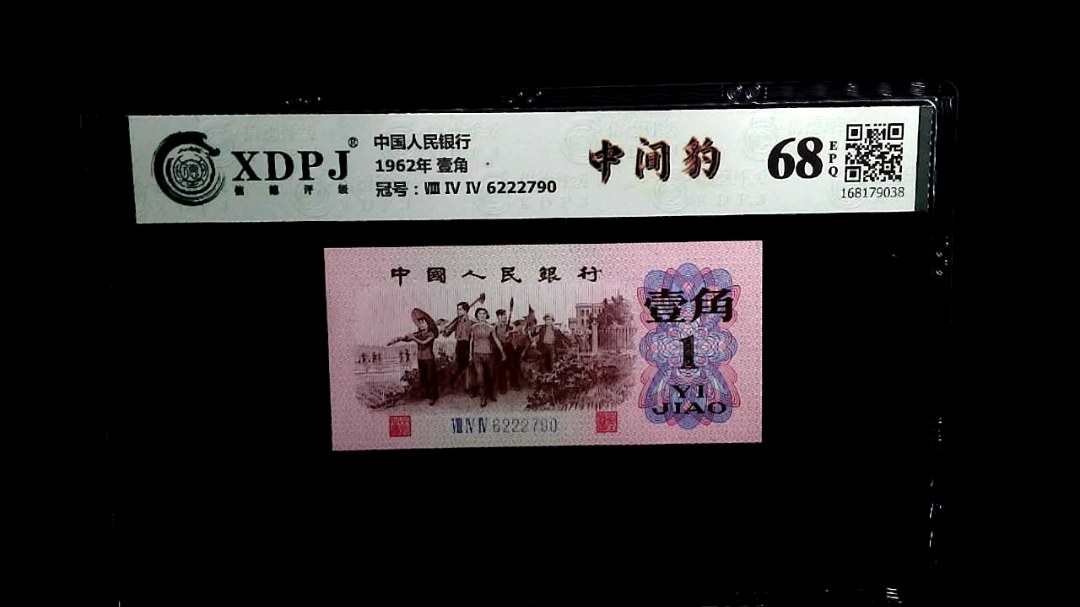 XDPJ®
信德评级
中国人民银行
1962年 壹角
冠号：Ⅷ Ⅳ Ⅳ 6222790
中间豹
68
EPQ
168179038
中國人民銀行
壹角
1
YI
JIAO
Ⅷ Ⅳ Ⅳ 6222790